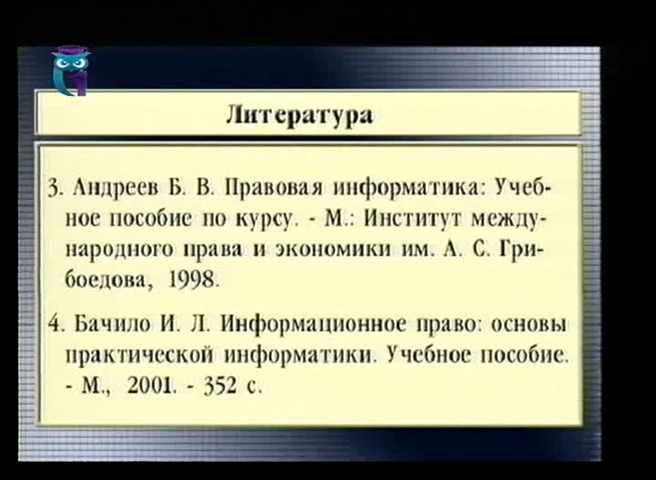 Литература
3. Андреев Б. В. Правовая информатика: Учеб-
ное пособие по курсу. - М.: Институт между-
народного права и экономики им. А. С. Гри-
боедова, 1998.
4. Бачило И. Л. Информационное право: основы
практической информатики. Учебное пособие.
- М., 2001. - 352 с.